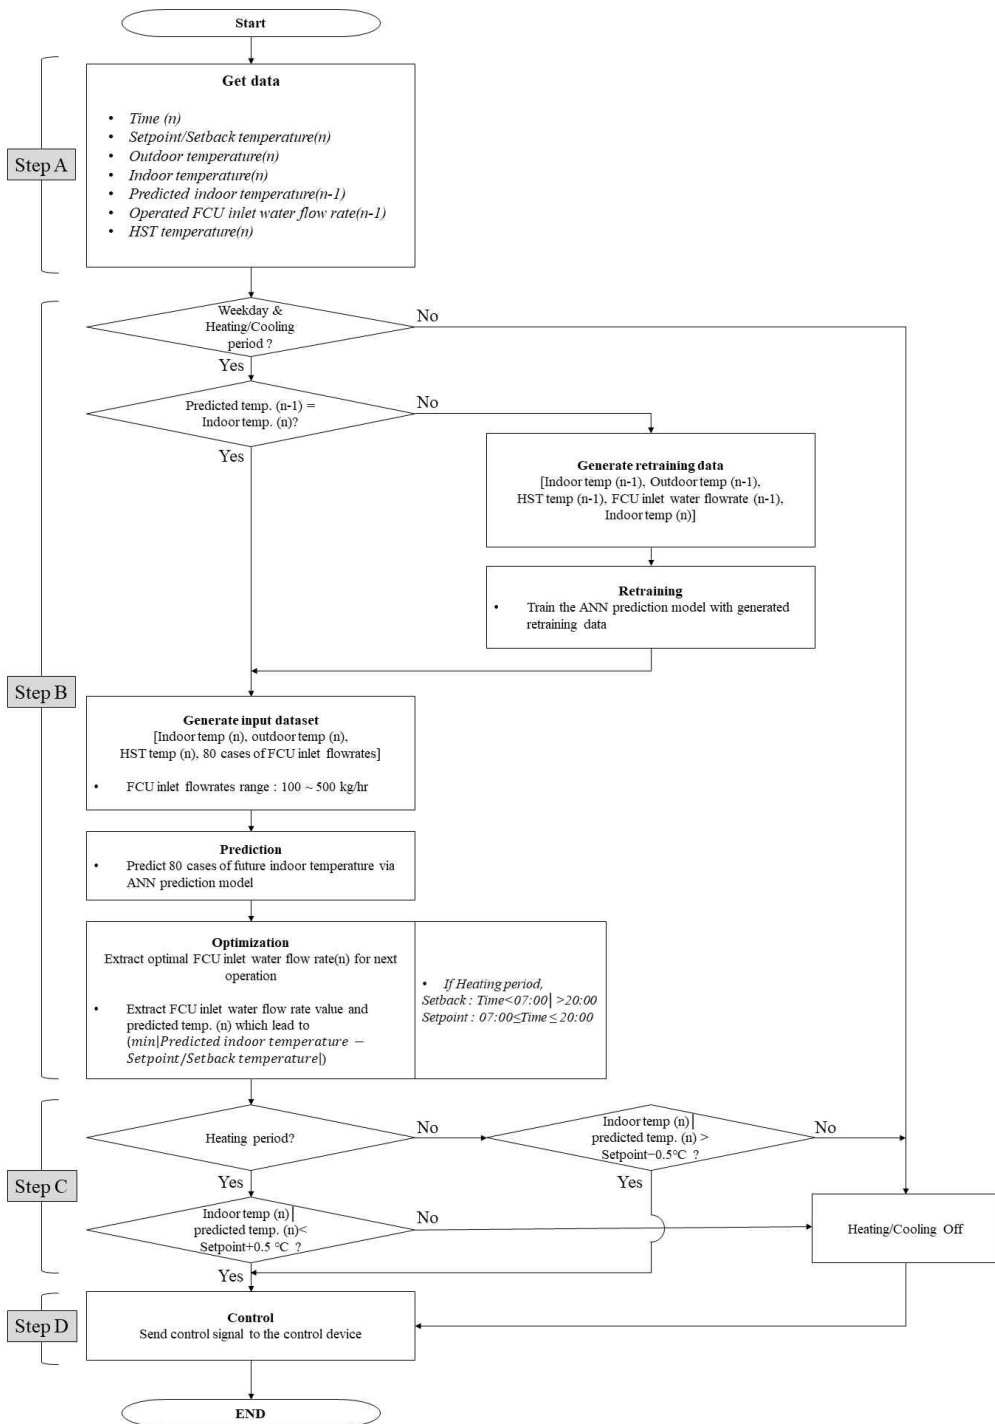 Start
Step A
Get data
• Time (n)
• Setpoint/Setback temperature(n)
• Outdoor temperature(n)
• Indoor temperature(n)
• Predicted indoor temperature(n-1)
• Operated FCU inlet water flow rate(n-1)
• HST temperature(n)
Step B
Weekday &
Heating/Cooling
period ?
No
Yes
Predicted temp. (n-1) =
Indoor temp. (n)?
No
Yes
Generate retraining data
[Indoor temp (n-1), Outdoor temp (n-1),
HST temp (n-1), FCU inlet water flowrate (n-1),
Indoor temp (n)]
Retraining
• Train the ANN prediction model with generated
retraining data
Generate input dataset
[Indoor temp (n), outdoor temp (n),
HST temp (n), 80 cases of FCU inlet flowrates]
• FCU inlet flowrates range : 100 ~ 500 kg/hr
Prediction
• Predict 80 cases of future indoor temperature via
ANN prediction model
Optimization
Extract optimal FCU inlet water flow rate(n) for next
operation
• Extract FCU inlet water flow rate value and
predicted temp. (n) which lead to
(min|Predicted indoor temperature −
Setpoint/Setback temperature|)
• If Heating period,
Setback : Time<07:00| >20:00
Setpoint : 07:00≤Time≤ 20:00
Step C
Heating period?
No
Yes
Indoor temp (n)|
predicted temp. (n) >
Setpoint−0.5℃ ?
No
Yes
Indoor temp (n)|
predicted temp. (n)<
Setpoint+0.5 ℃ ?
No
Yes
Heating/Cooling Off
Step D
Control
Send control signal to the control device
END